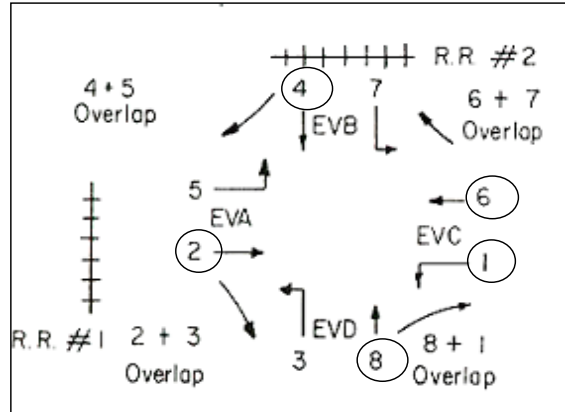 R.R. #2
4 7
4+5
Overlap
6 + 7
Overlap
EVB
5
6
EVA
EVC
2
1
EVD
R.R. #1
2 + 3
Overlap
3
8
8 + 1
Overlap